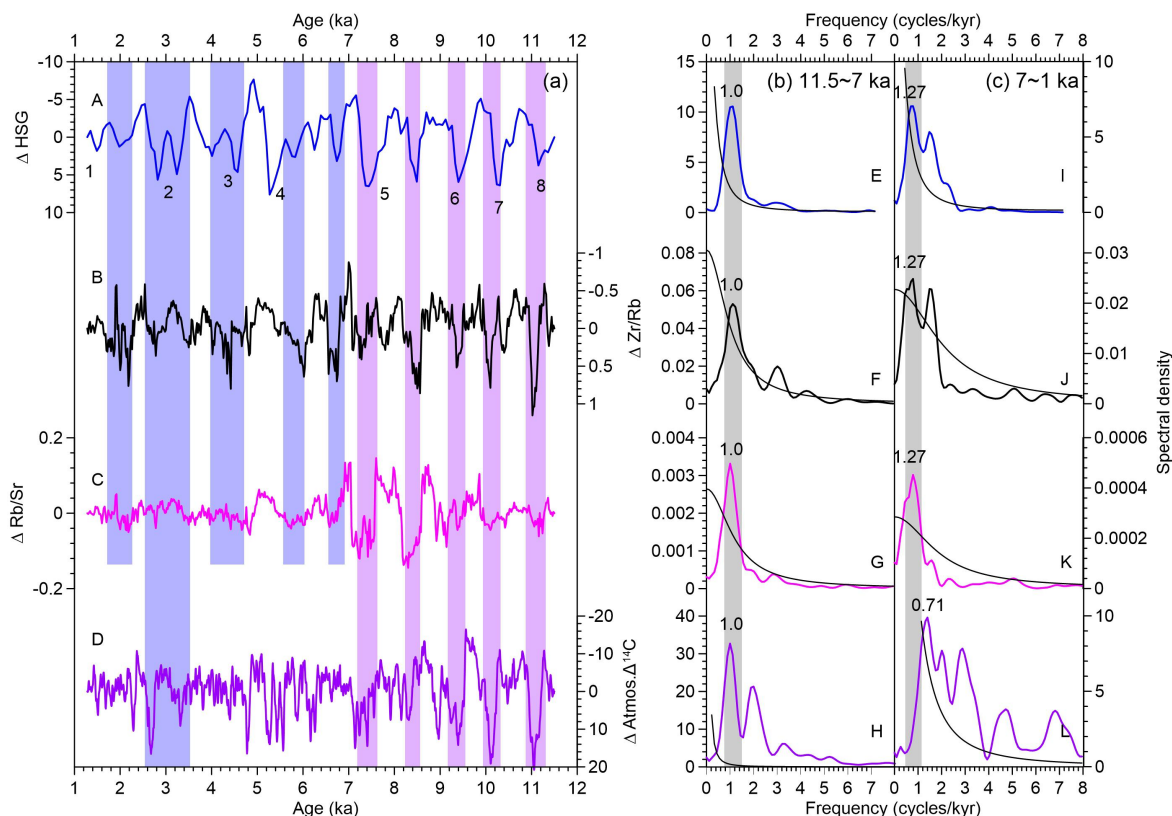 Age (ka)
1 2 3 4 5 6 7 8 9 10 11 12
(a)
Δ HSG
-10
-5
0
5
10
A
1 2 3 4 5 6 7 8
B
-1
-0.5
0
0.5
1
Δ Zr/Rb
Δ Rb/Sr
0.2
0
-0.2
C
D
-20
-10
0
10
20
Δ Atmos.Δ¹⁴C
1 2 3 4 5 6 7 8 9 10 11 12
Age (ka)
Frequency (cycles/kyr)
0 1 2 3 4 5 6 7 0 1 2 3 4 5 6 7 8
(b) 11.5~7 ka
(c) 7~1 ka
15
10
5
0
1.0
E
1.27
I
10
5
0
0.08
0.06
0.04
0.02
0.00
1.0
F
1.27
J
0.03
0.02
0.01
0.00
0.004
0.003
0.002
0.001
0.000
1.0
G
1.27
K
0.0006
0.0004
0.0002
0
40
30
20
10
0
1.0
H
0.71
L
10
5
0
Spectral density
0 1 2 3 4 5 6 7 0 1 2 3 4 5 6 7 8
Frequency (cycles/kyr)